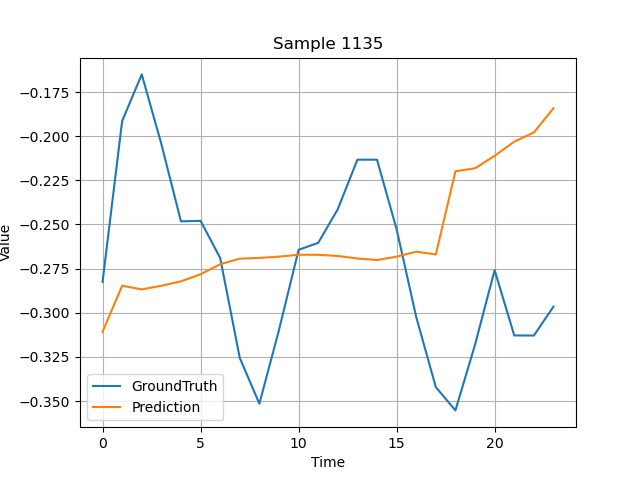 Sample 1135
−0.175
−0.200
−0.225
−0.250
−0.275
−0.300
−0.325
−0.350
Value
GroundTruth
Prediction
0 5 10 15 20
Time